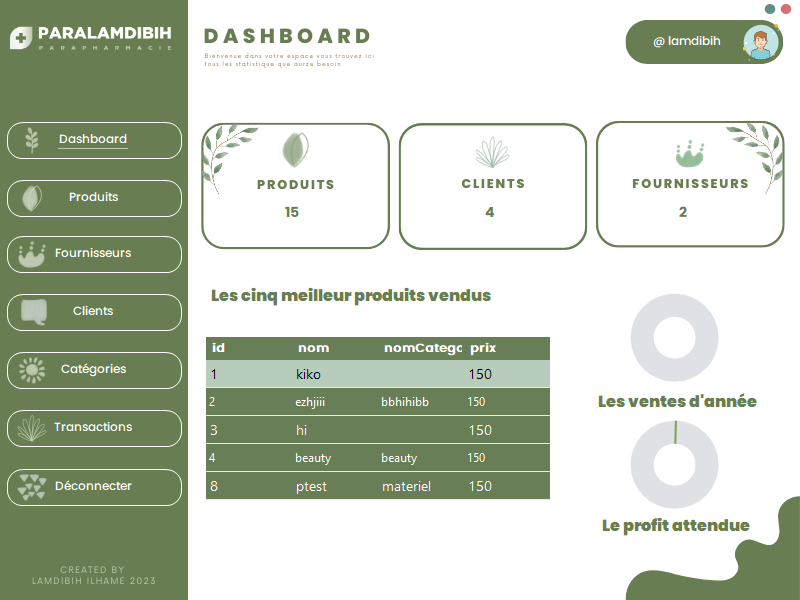 PARALAMDIBIH
PARAPHARMACIE
Dashboard
Produits
Fournisseurs
Clients
Catégories
Transactions
Déconnecter
CREATED BY
LAMDIBIH ILHAME 2023
DASHBOARD
Bienvenue dans votre espace vous trouvez ici
tous les statistique que aurze besoin
@ lamdibih
PRODUITS
15
CLIENTS
4
FOURNISSEURS
2
Les cinq meilleur produits vendus
id nom nomCatego prix
1 kiko 150
2 ezhjiii bbhihibb 150
3 hi 150
4 beauty beauty 150
8 ptest materiel 150
Les ventes d'année
Le profit attendue